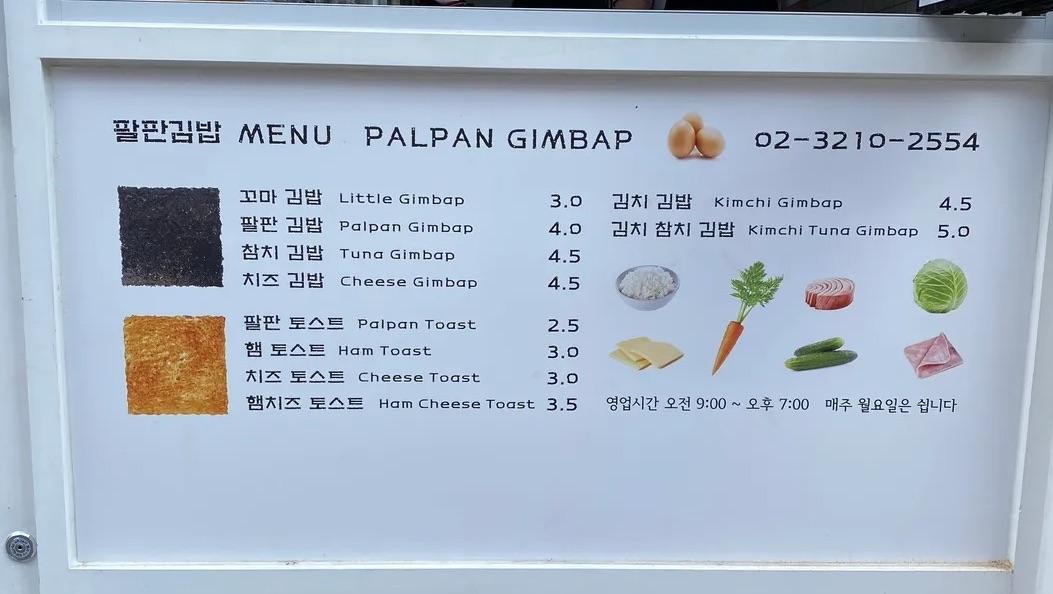 팔판김밥 MENU PALPAN GIMBAP 02-3210-2554
꼬마 김밥 Little Gimbap 3.0
팔판 김밥 Palpan Gimbap 4.0
참치 김밥 Tuna Gimbap 4.5
치즈 김밥 Cheese Gimbap 4.5
팔판 토스트 Palpan Toast 2.5
햄 토스트 Ham Toast 3.0
치즈 토스트 Cheese Toast 3.0
햄치즈 토스트 Ham Cheese Toast 3.5
김치 김밥 Kimchi Gimbap 4.5
김치 참치 김밥 Kimchi Tuna Gimbap 5.0
영업시간 오전 9:00 ~ 오후 7:00 매주 월요일은 쉽니다